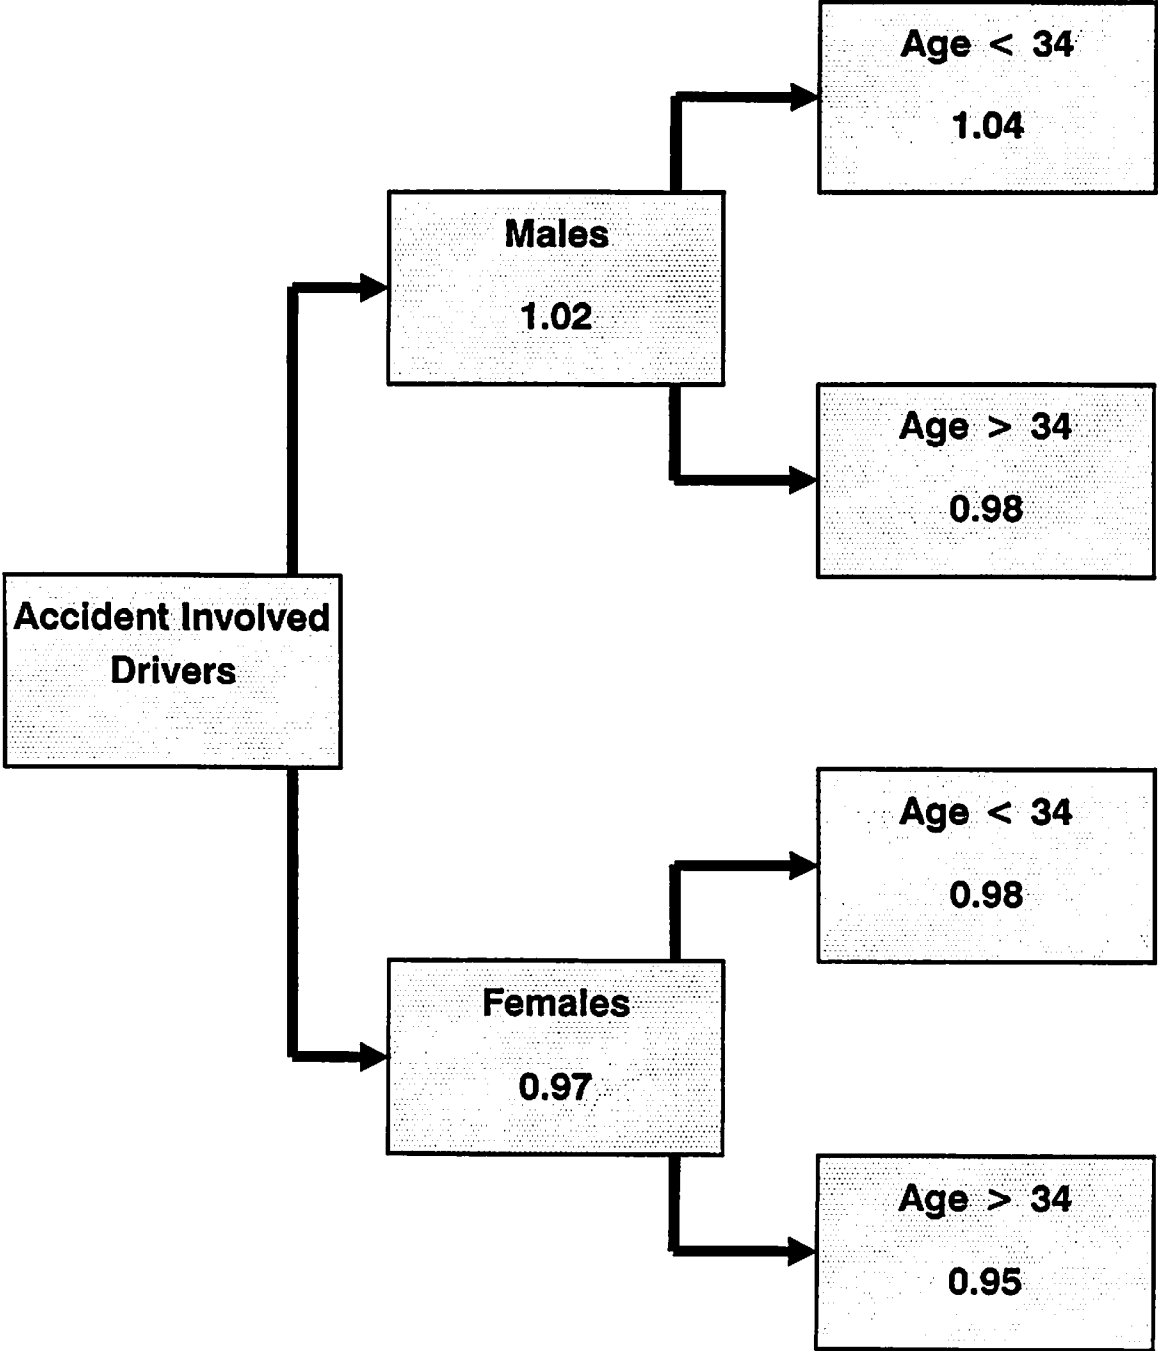 Age < 34
1.04
Males
1.02
Age > 34
0.98
Accident Involved
Drivers
Age < 34
0.98
Females
0.97
Age > 34
0.95